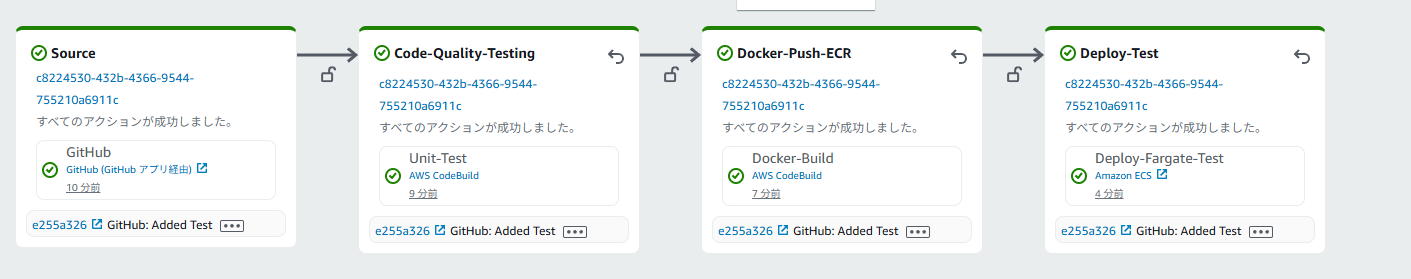 Source
c8224530-432b-4366-9544-
755210a6911c
すべてのアクションが成功しました。
GitHub
GitHub (GitHub アプリ経由)
10 分前
e255a326 GitHub: Added Test
Code-Quality-Testing
c8224530-432b-4366-9544-
755210a6911c
すべてのアクションが成功しました。
Unit-Test
AWS CodeBuild
9 分前
e255a326 GitHub: Added Test
Docker-Push-ECR
c8224530-432b-4366-9544-
755210a6911c
すべてのアクションが成功しました。
Docker-Build
AWS CodeBuild
7 分前
e255a326 GitHub: Added Test
Deploy-Test
c8224530-432b-4366-9544-
755210a6911c
すべてのアクションが成功しました。
Deploy-Fargate-Test
Amazon ECS
4 分前
e255a326 GitHub: Added Test